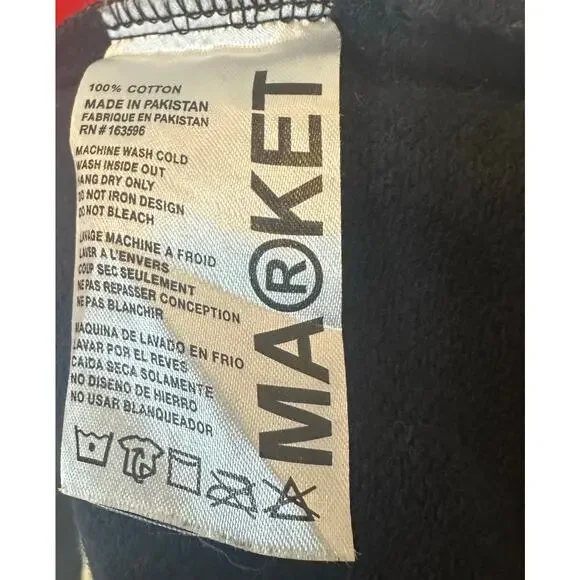 100% COTTON
MADE IN PAKISTAN
FABRIQUE EN PAKISTAN
RN # 163596
MACHINE WASH COLD
WASH INSIDE OUT
HANG DRY ONLY
DO NOT IRON DESIGN
DO NOT BLEACH
LAVAGE MACHINE A FROID
LAVER A L'ENVERS
COUP SEC SEULEMENT
NE PAS REPASSER CONCEPTION
NE PAS BLANCHIR
MAQUINA DE LAVADO EN FRIO
LAVAR POR EL REVES
CAIDA SECA SOLAMENTE
NO DISENO DE HIERRO
NO USAR BLANQUEADOR
MA®KET